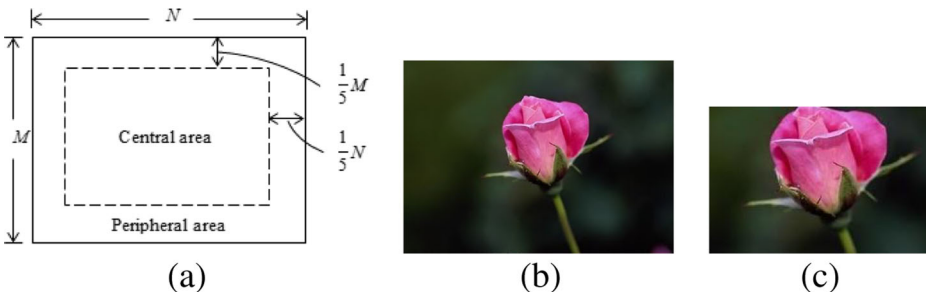 N
M
1/5 M
Central area
1/5 N
Peripheral area
(a) (b) (c)